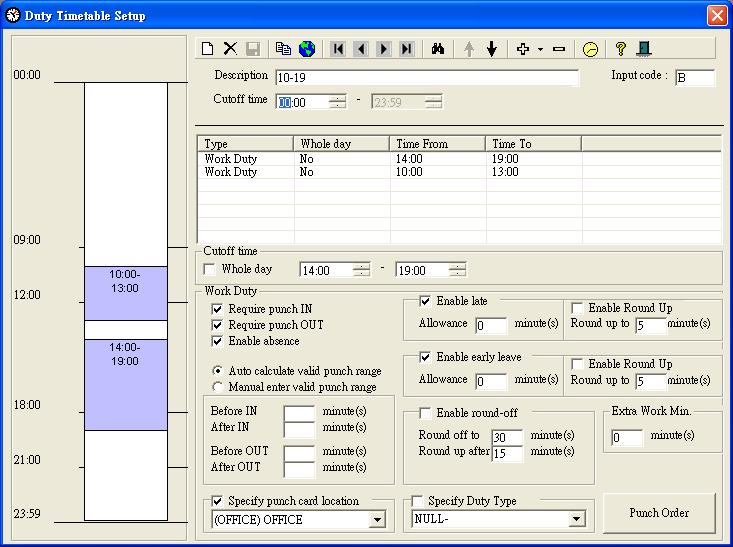 Duty Timetable Setup
Description 10-19 Input code : B
Cutoff time 00:00 - 23:59
00:00
09:00
12:00
18:00
21:00
23:59
10:00-
13:00
14:00-
19:00
Type Whole day Time From Time To
Work Duty No 14:00 19:00
Work Duty No 10:00 13:00
Cutoff time
Whole day 14:00 - 19:00
Work Duty
Require punch IN
Require punch OUT
Enable absence
Auto calculate valid punch range
Manual enter valid punch range
Before IN minute(s)
After IN minute(s)
Before OUT minute(s)
After OUT minute(s)
Enable late
Allowance 0 minute(s)
Enable Round Up
Round up to 5 minute(s)
Enable early leave
Allowance 0 minute(s)
Enable Round Up
Round up to 5 minute(s)
Enable round-off
Round off to 30 minute(s)
Round up after 15 minute(s)
Extra Work Min.
0 minute(s)
Specify punch card location
(OFFICE) OFFICE
Specify Duty Type
NULL-
Punch Order